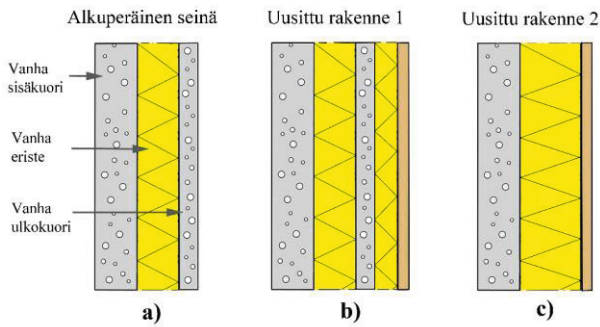 Alkuperäinen seinä
Uusittu rakenne 1
Uusittu rakenne 2
Vanha
sisäkuori
Vanha
eriste
Vanha
ulkokuori
a)
b)
c)